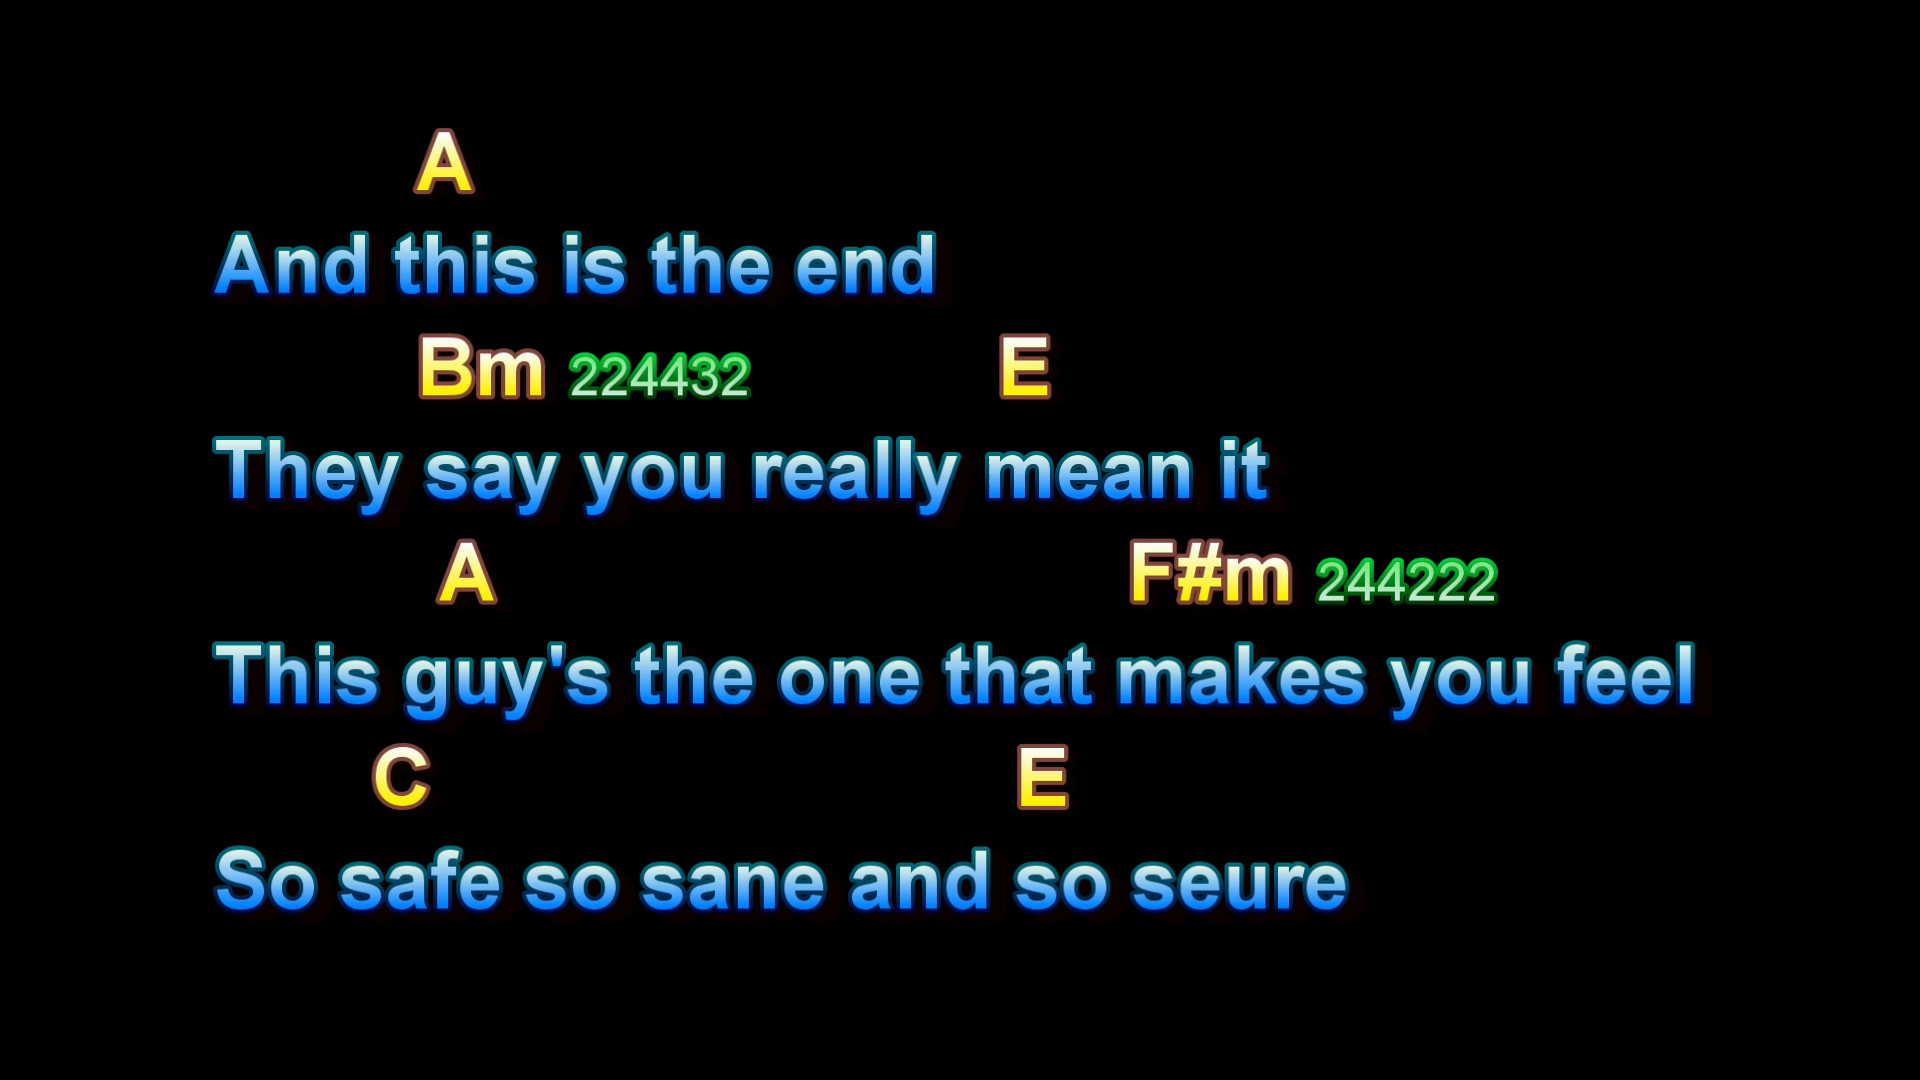 A
And this is the end
Bm 224432 E
They say you really mean it
A F#m 244222
This guy's the one that makes you feel
C E
So safe so sane and so seure